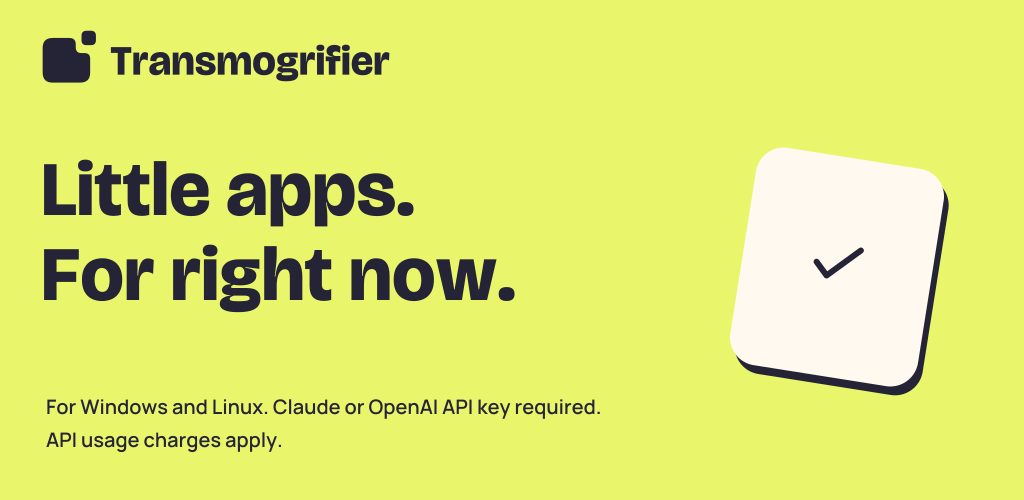 Transmogrifier
Little apps.
For right now.
For Windows and Linux. Claude or OpenAI API key required.
API usage charges apply.